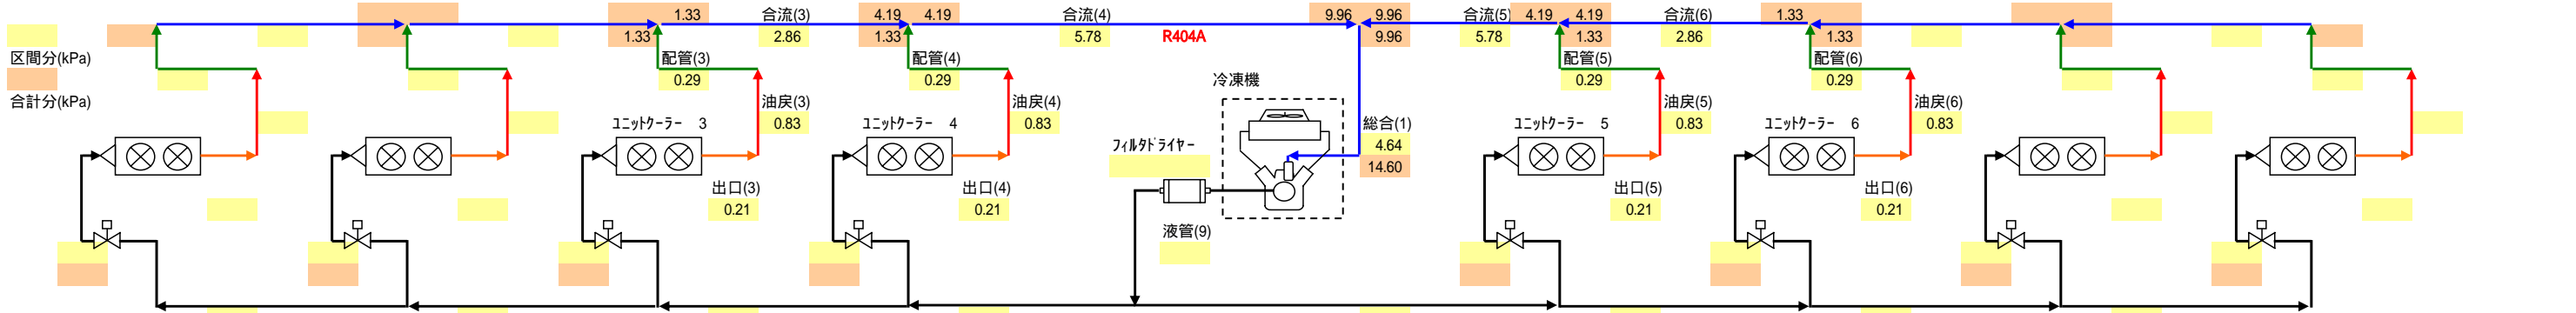 1.33 合流(3) 4.19 4.19 合流(4) 9.96 9.96 合流(5) 4.19 4.19 合流(6) 1.33
1.33 2.86 1.33 5.78 R404A 9.96 5.78 1.33 2.86 1.33
区間分(kPa) 配管(3) 配管(4) 配管(5) 配管(6)
0.29 0.29 冷凍機 0.29 0.29
合計分(kPa) 油戻(3) 油戻(4) 油戻(5) 油戻(6)
ﾕﾆｯﾄｸｰﾗｰ 3 0.83 ﾕﾆｯﾄｸｰﾗｰ 4 0.83 総合(1) ﾕﾆｯﾄｸｰﾗｰ 5 0.83 ﾕﾆｯﾄｸｰﾗｰ 6 0.83
ﾌｨﾙﾀﾄﾞﾗｲﾔｰ 4.64
14.60
出口(3) 出口(4) 出口(5) 出口(6)
0.21 0.21 0.21 0.21
液管(9)